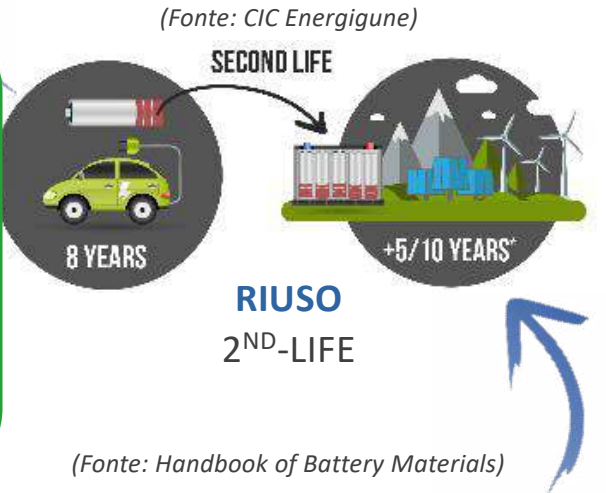 (Fonte: CIC Energigune)
SECOND LIFE
8 YEARS
+5/10 YEARS*
RIUSO
2ND-LIFE
(Fonte: Handbook of Battery Materials)